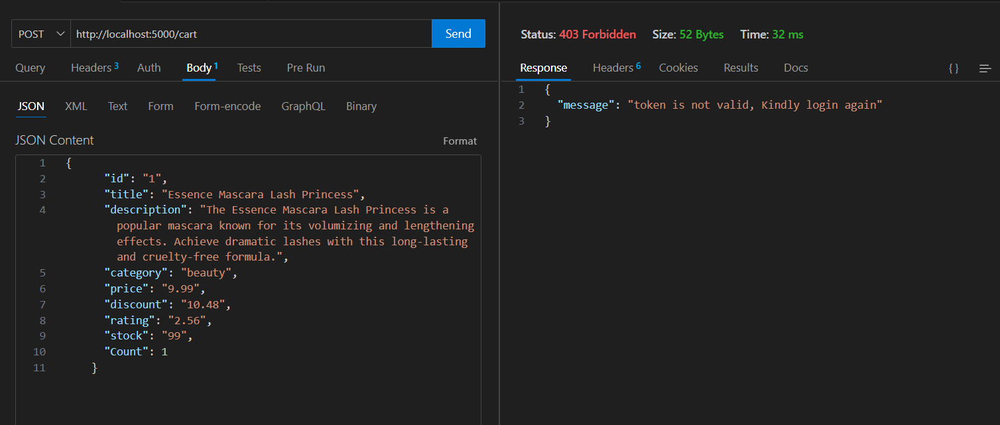 POST http://localhost:5000/cart Send
Query Headers 3 Auth Body 1 Tests Pre Run
JSON XML Text Form Form-encode GraphQL Binary
JSON Content Format
1 {
2 "id": "1",
3 "title": "Essence Mascara Lash Princess",
4 "description": "The Essence Mascara Lash Princess is a
popular mascara known for its volumizing and lengthening
effects. Achieve dramatic lashes with this long-lasting
and cruelty-free formula.",
5 "category": "beauty",
6 "price": "9.99",
7 "discount": "10.48",
8 "rating": "2.56",
9 "stock": "99",
10 "Count": 1
11 }
Status: 403 Forbidden Size: 52 Bytes Time: 32 ms
Response Headers 6 Cookies Results Docs { }
1 {
2 "message": "token is not valid, Kindly login again"
3 }